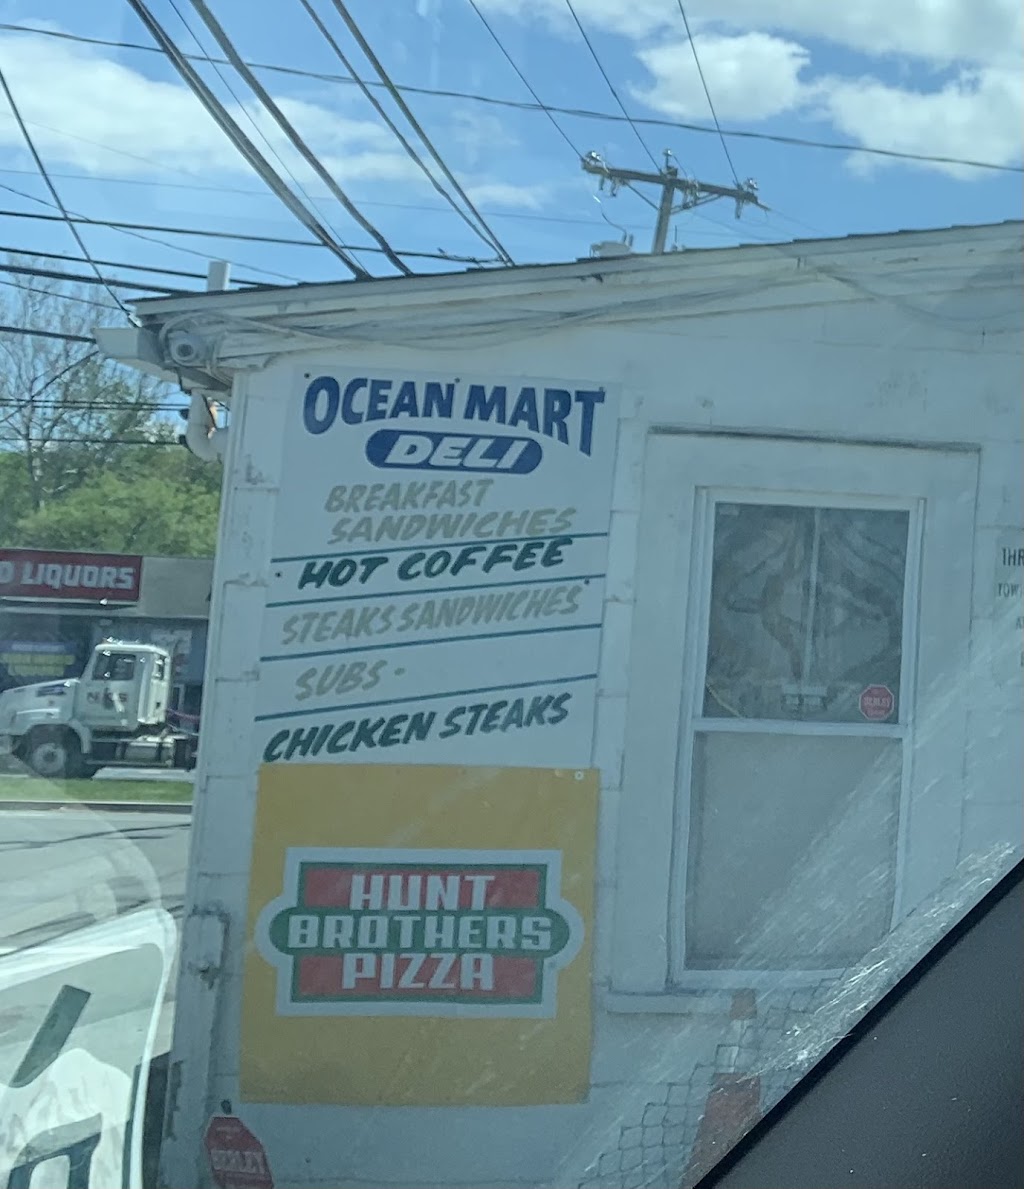 OCEAN MART
DELI
BREAKFAST
SANDWICHES
HOT COFFEE
STEAKS SANDWICHES
SUBS -
CHICKEN STEAKS
HUNT
BROTHERS
PIZZA
LIQUORS